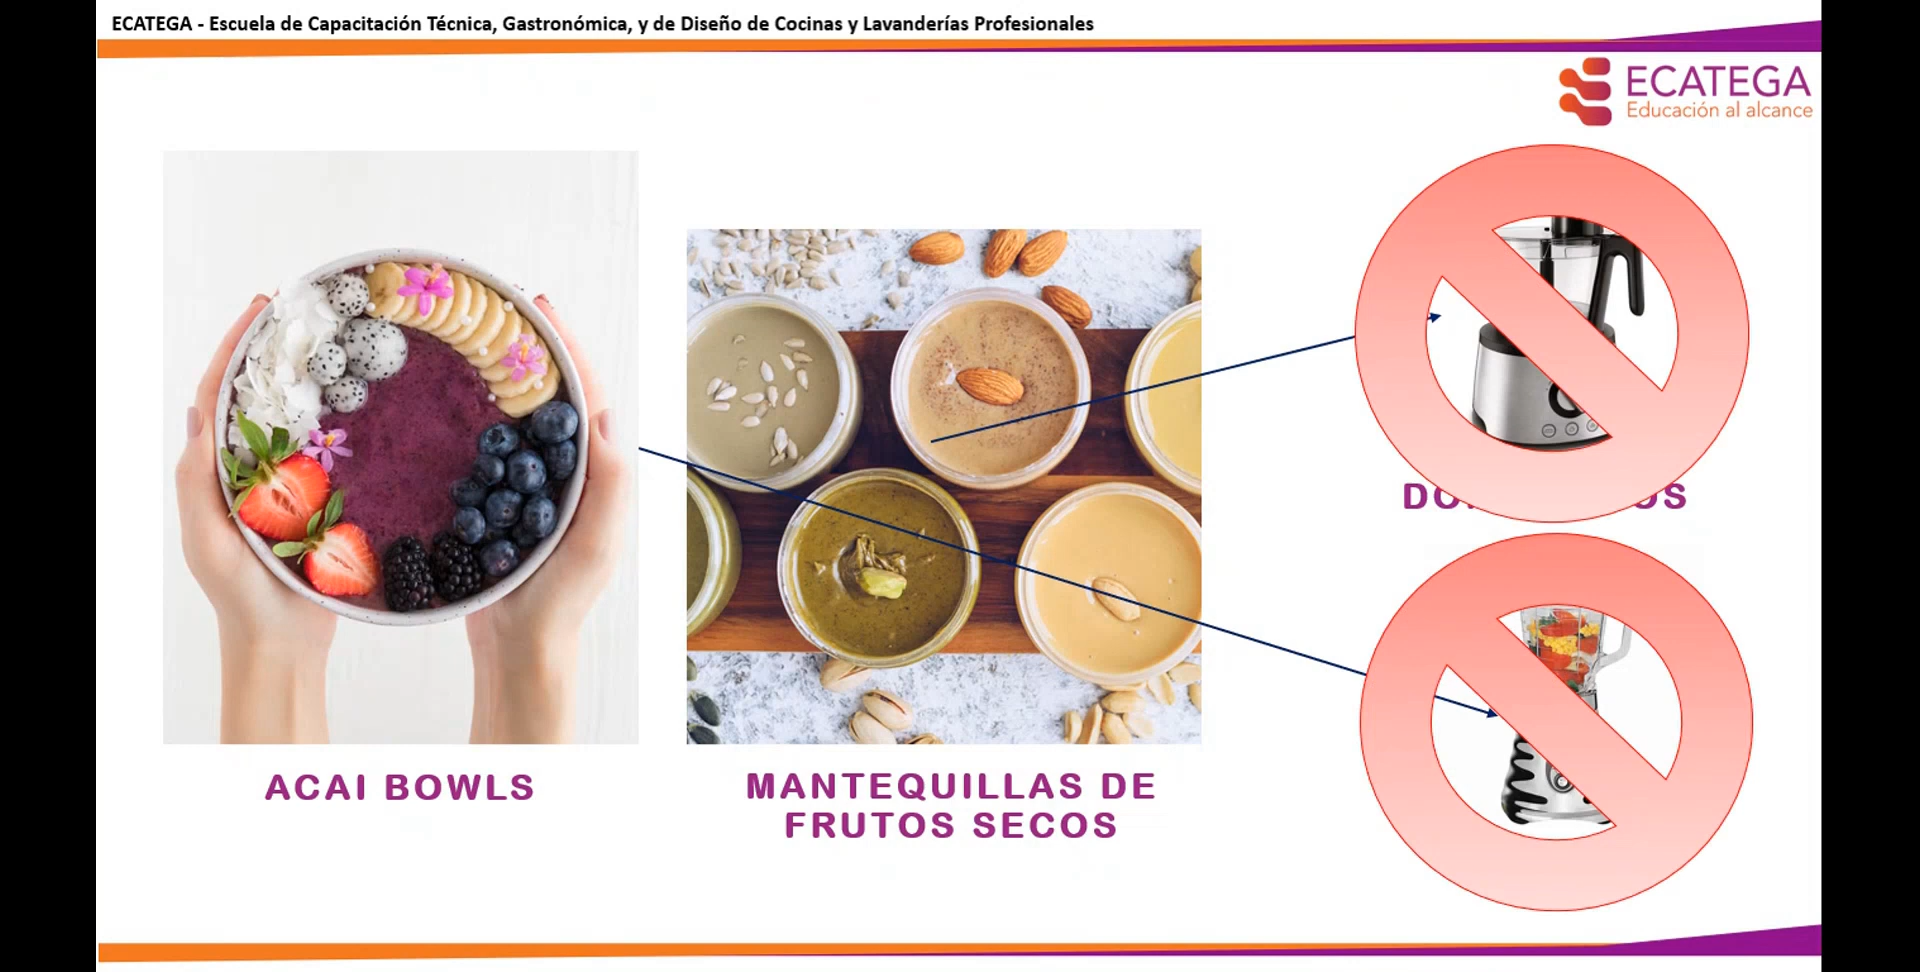 ECATEGA - Escuela de Capacitación Técnica, Gastronómica, y de Diseño de Cocinas y Lavanderías Profesionales
ECATEGA
Educación al alcance
ACAI BOWLS
MANTEQUILLAS DE
FRUTOS SECOS